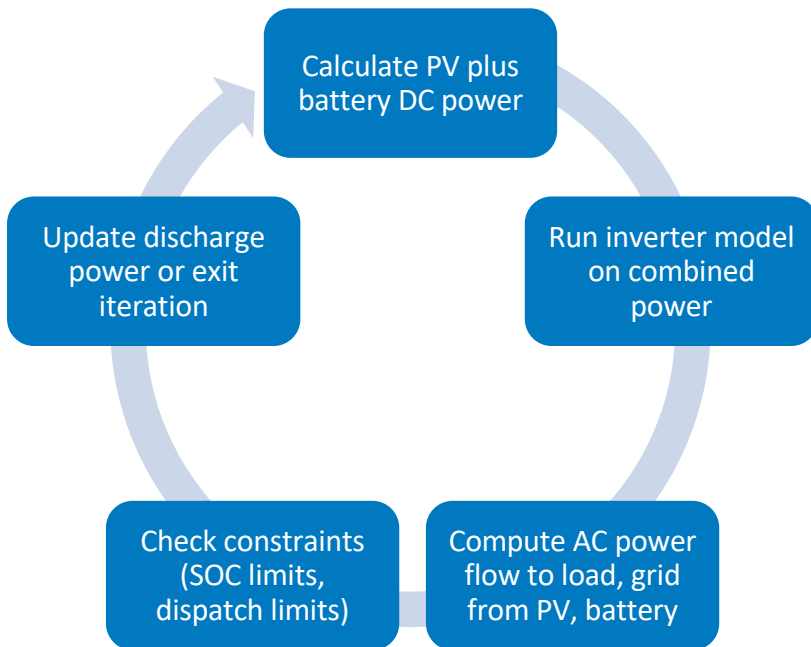 Calculate PV plus
battery DC power
Run inverter model
on combined
power
Compute AC power
flow to load, grid
from PV, battery
Check constraints
(SOC limits,
dispatch limits)
Update discharge
power or exit
iteration